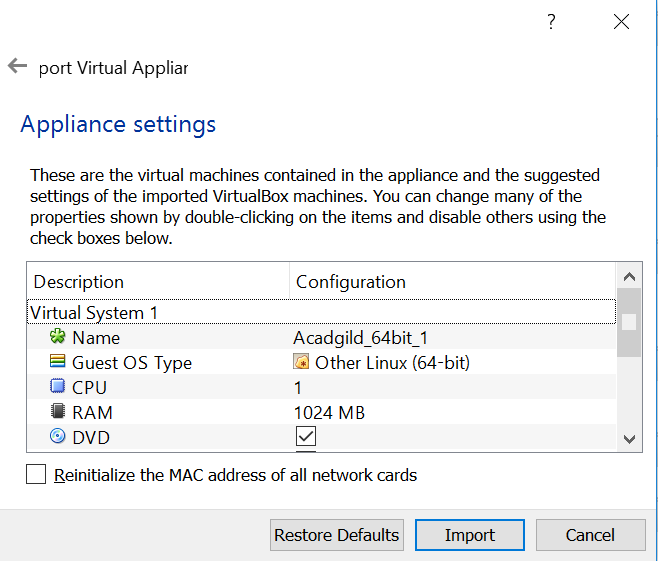 ?
port Virtual Applian
Appliance settings
These are the virtual machines contained in the appliance and the suggested
settings of the imported VirtualBox machines. You can change many of the
properties shown by double-clicking on the items and disable others using the
check boxes below.
Description Configuration
Virtual System 1
Name Acadgild_64bit_1
Guest OS Type Other Linux (64-bit)
CPU 1
RAM 1024 MB
DVD
Reinitialize the MAC address of all network cards
Restore Defaults Import Cancel